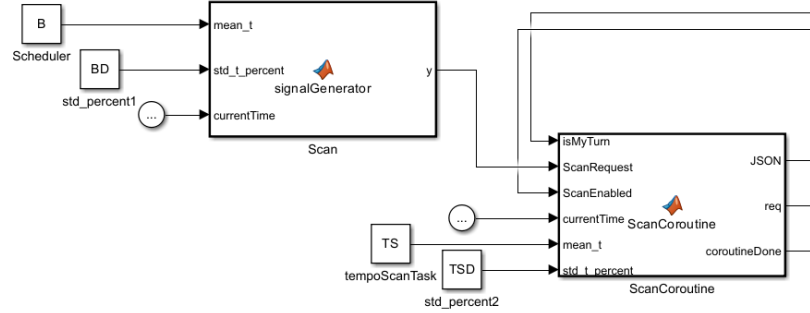 B
mean_t
Scheduler
BD
std_t_percent
signalGenerator
y
std_percent1
...
currentTime
Scan
isMyTurn
JSON
ScanRequest
ScanEnabled
ScanCoroutine
req
...
currentTime
TS
mean_t
coroutineDone
tempoScanTask
TSD
std_t_percent
std_percent2
ScanCoroutine